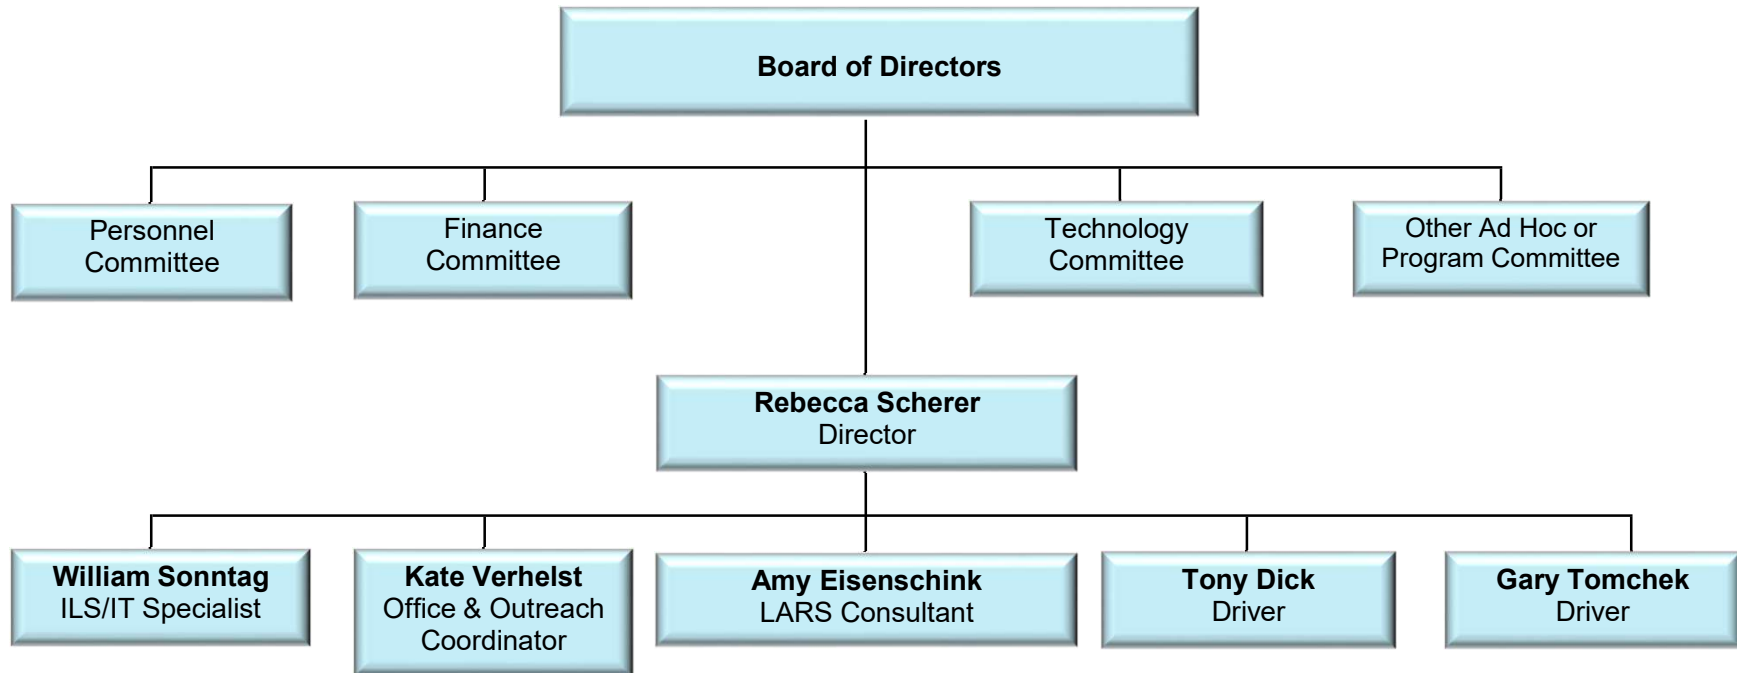 Board of Directors
Personnel
Committee
Finance
Committee
Technology
Committee
Other Ad Hoc or
Program Committee
Rebecca Scherer
Director
William Sonntag
ILS/IT Specialist
Kate Verhelst
Office & Outreach
Coordinator
Amy Eisenschink
LARS Consultant
Tony Dick
Driver
Gary Tomchek
Driver